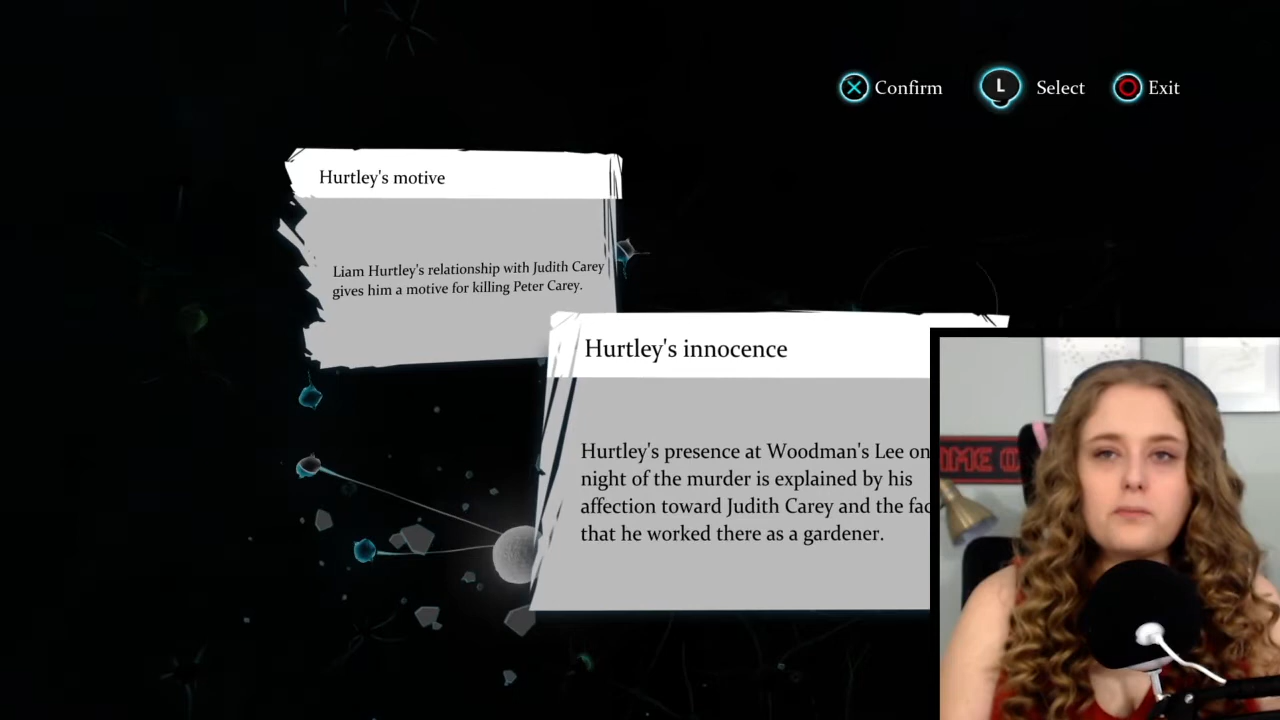 Confirm
L
Select
Exit
Hurtley's motive
Liam Hurtley's relationship with Judith Carey
gives him a motive for killing Peter Carey.
Hurtley's innocence
Hurtley's presence at Woodman's Lee on
night of the murder is explained by his
affection toward Judith Carey and the
that he worked there as a gardener.